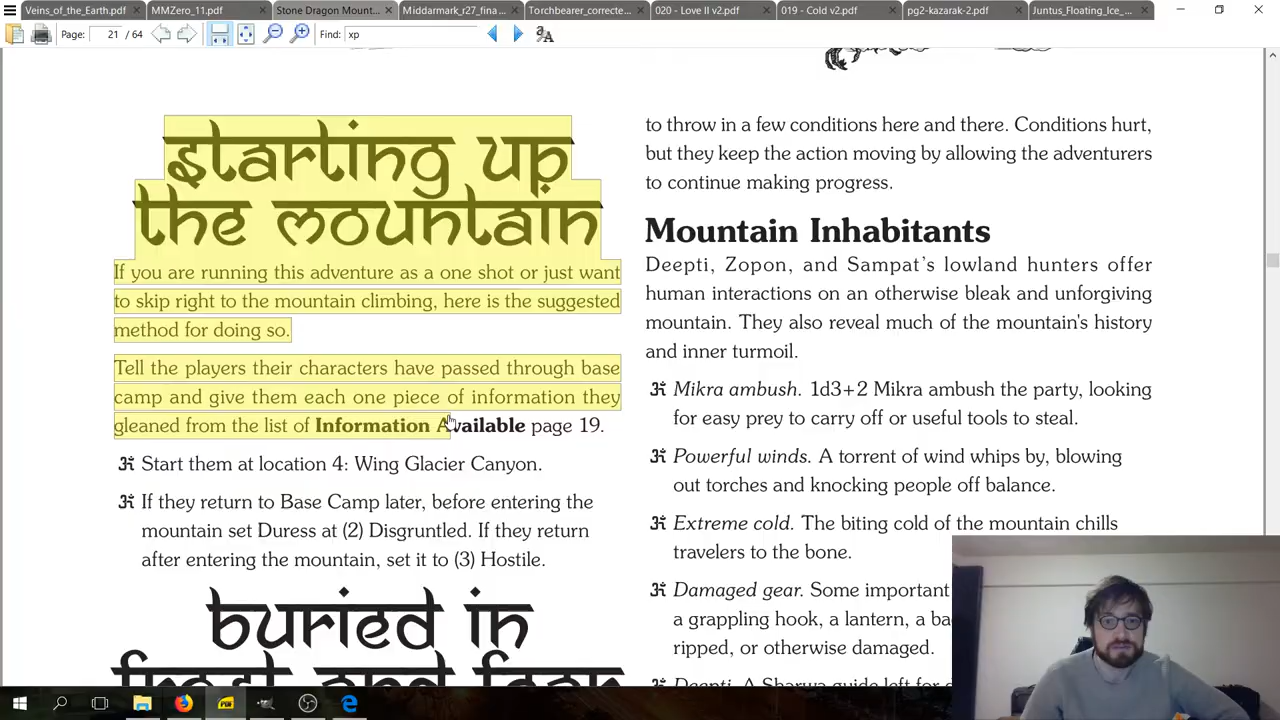 Veins_of_the_Earth.pdf
MMZero_11.pdf
Stone Dragon Mount...
Middarmark_r27_fina...
Torchbearer_correcte...
020 - Love II v2.pdf
019 - Cold v2.pdf
pg2-kazarak-2.pdf
Juntus_Floating_Ice_...
Page: 21 / 64 Find: xp
starting up
the mountain
If you are running this adventure as a one shot or just want
to skip right to the mountain climbing, here is the suggested
method for doing so.
Tell the players their characters have passed through base
camp and give them each one piece of information they
gleaned from the list of Information Available page 19.
Start them at location 4: Wing Glacier Canyon.
If they return to Base Camp later, before entering the
mountain set Duress at (2) Disgruntled. If they return
after entering the mountain, set it to (3) Hostile.
buried in
frost and fear
to throw in a few conditions here and there. Conditions hurt,
but they keep the action moving by allowing the adventurers
to continue making progress.
Mountain Inhabitants
Deepti, Zopon, and Sampat's lowland hunters offer
human interactions on an otherwise bleak and unforgiving
mountain. They also reveal much of the mountain's history
and inner turmoil.
Mikra ambush. 1d3+2 Mikra ambush the party, looking
for easy prey to carry off or useful tools to steal.
Powerful winds. A torrent of wind whips by, blowing
out torches and knocking people off balance.
Extreme cold. The biting cold of the mountain chills
travelers to the bone.
Damaged gear. Some important
a grappling hook, a lantern, a ba
ripped, or otherwise damaged.
Deepti. A Sharwa guide left for d